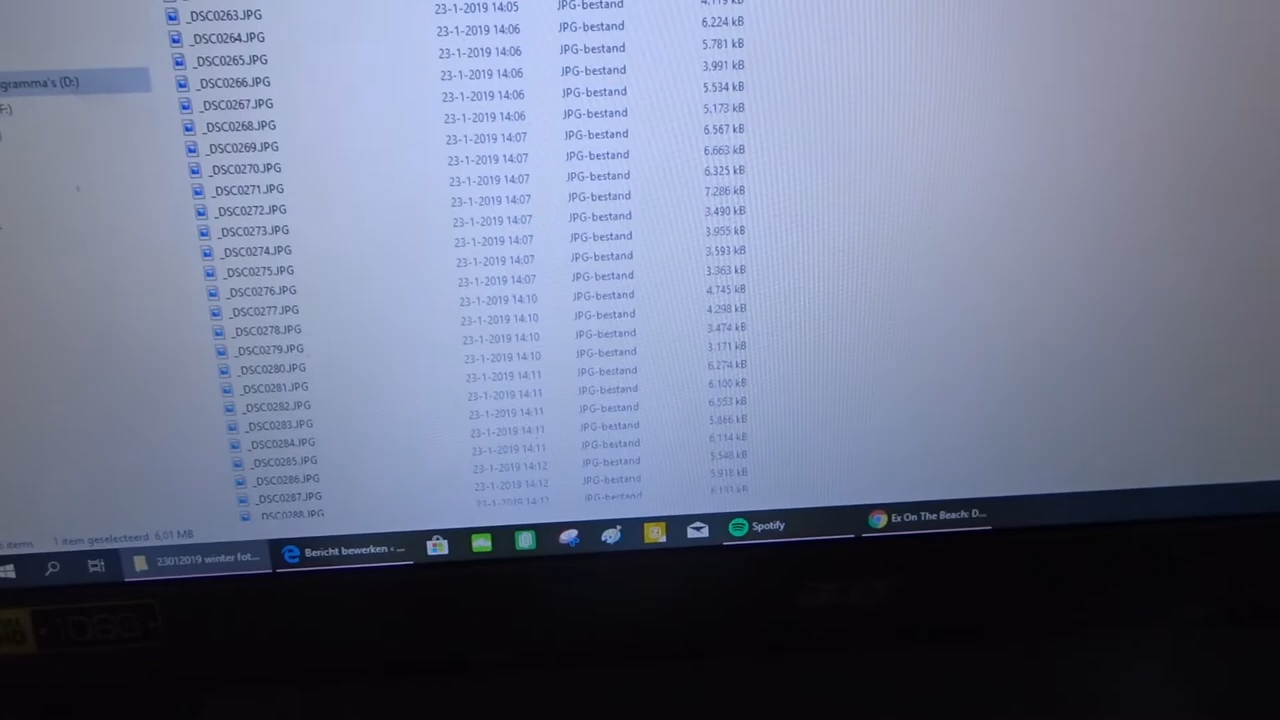 _DSC0263.JPG 23-1-2019 14:05 JPG-bestand 4.119 kB
_DSC0264.JPG 23-1-2019 14:06 JPG-bestand 6.224 kB
_DSC0265.JPG 23-1-2019 14:06 JPG-bestand 5.781 kB
_DSC0266.JPG 23-1-2019 14:06 JPG-bestand 3.991 kB
_DSC0267.JPG 23-1-2019 14:06 JPG-bestand 5.534 kB
_DSC0268.JPG 23-1-2019 14:06 JPG-bestand 5.173 kB
_DSC0269.JPG 23-1-2019 14:07 JPG-bestand 6.567 kB
_DSC0270.JPG 23-1-2019 14:07 JPG-bestand 6.663 kB
_DSC0271.JPG 23-1-2019 14:07 JPG-bestand 6.325 kB
_DSC0272.JPG 23-1-2019 14:07 JPG-bestand 7.286 kB
_DSC0273.JPG 23-1-2019 14:07 JPG-bestand 3.490 kB
_DSC0274.JPG 23-1-2019 14:07 JPG-bestand 3.955 kB
_DSC0275.JPG 23-1-2019 14:07 JPG-bestand 3.593 kB
_DSC0276.JPG 23-1-2019 14:07 JPG-bestand 3.363 kB
_DSC0277.JPG 23-1-2019 14:10 JPG-bestand 4.745 kB
_DSC0278.JPG 23-1-2019 14:10 JPG-bestand 4.298 kB
_DSC0279.JPG 23-1-2019 14:10 JPG-bestand 3.474 kB
_DSC0280.JPG 23-1-2019 14:10 JPG-bestand 3.171 kB
_DSC0281.JPG 23-1-2019 14:11 JPG-bestand 6.274 kB
_DSC0282.JPG 23-1-2019 14:11 JPG-bestand 6.100 kB
_DSC0283.JPG 23-1-2019 14:11 JPG-bestand 6.553 kB
_DSC0284.JPG 23-1-2019 14:11 JPG-bestand 5.866 kB
_DSC0285.JPG 23-1-2019 14:11 JPG-bestand 6.114 kB
_DSC0286.JPG 23-1-2019 14:12 JPG-bestand 5.548 kB
_DSC0287.JPG 23-1-2019 14:12 JPG-bestand 5.918 kB
_DSC0288.JPG 23-1-2019 JPG-bestand
gramma's (D:)
F:)
items 1 item geselecteerd 6,01 MB
23012019 winter fot... Bericht bewerken < ... Spotify Ex On The Beach: D...
HD 1080
acer